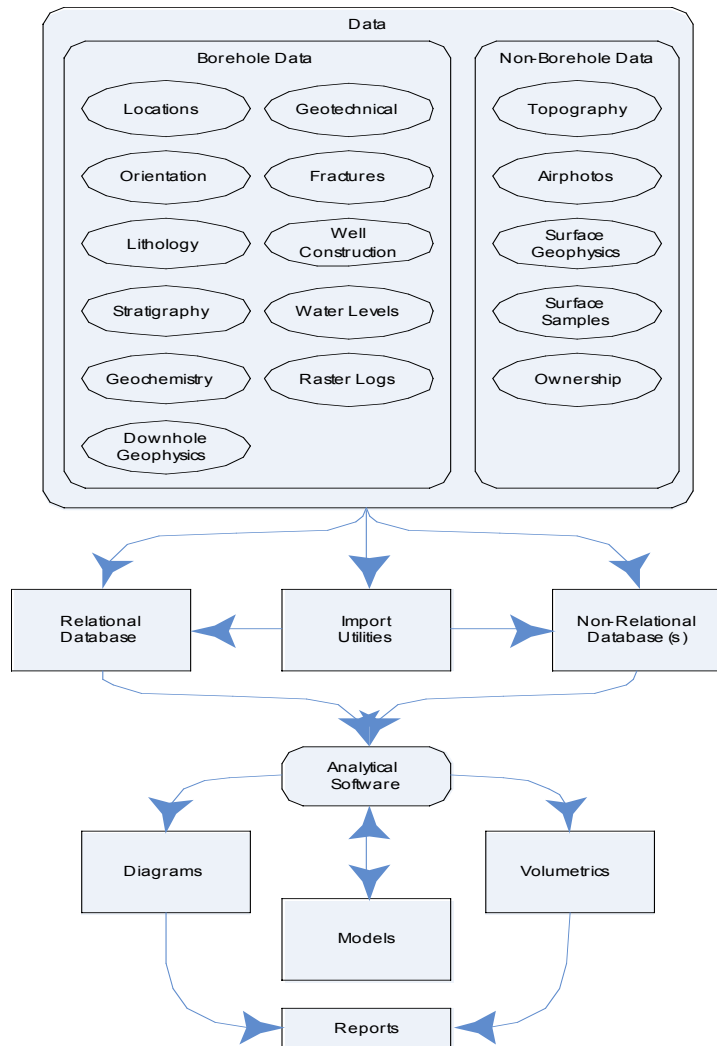 Data
Borehole Data
Locations
Geotechnical
Orientation
Fractures
Lithology
Well
Construction
Stratigraphy
Water Levels
Geochemistry
Raster Logs
Downhole
Geophysics
Non-Borehole Data
Topography
Airphotos
Surface
Geophysics
Surface
Samples
Ownership
Relational
Database
Import
Utilities
Non-Relational
Database (s)
Analytical
Software
Diagrams
Models
Volumetrics
Reports